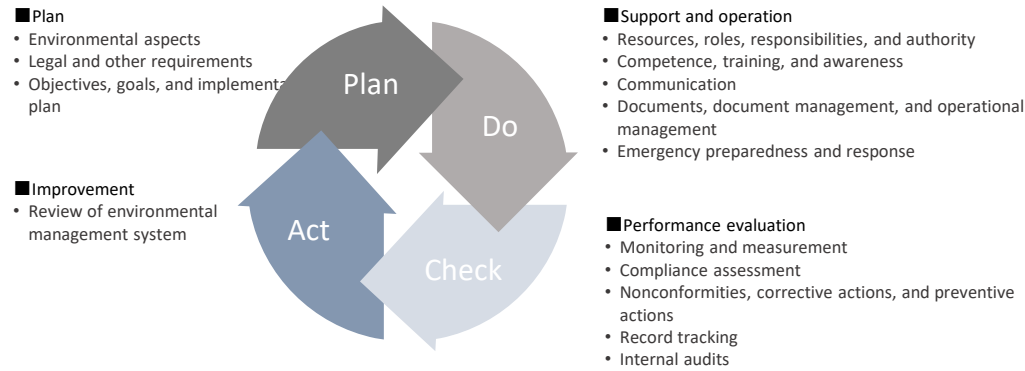 ■Plan
• Environmental aspects
• Legal and other requirements
• Objectives, goals, and implementa
plan
■Improvement
• Review of environmental
management system
Plan
Do
Check
Act
■Support and operation
• Resources, roles, responsibilities, and authority
• Competence, training, and awareness
• Communication
• Documents, document management, and operational
management
• Emergency preparedness and response
■Performance evaluation
• Monitoring and measurement
• Compliance assessment
• Nonconformities, corrective actions, and preventive
actions
• Record tracking
• Internal audits